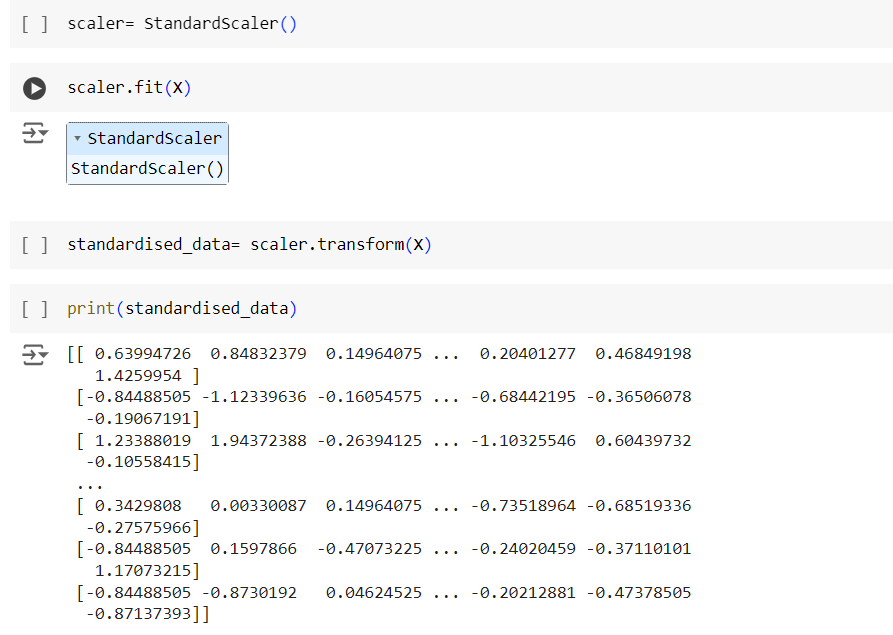 [ ] scaler= StandardScaler()
scaler.fit(X)
StandardScaler
StandardScaler()
[ ] standardised_data= scaler.transform(X)
[ ] print(standardised_data)
[[ 0.63994726  0.84832379  0.14964075 ...  0.20401277  0.46849198
   1.4259954 ]
 [-0.84488505 -1.12339636 -0.16054575 ... -0.68442195 -0.36506078
  -0.19067191]
 [ 1.23388019  1.94372388 -0.26394125 ... -1.10325546  0.60439732
  -0.10558415]
 ...
 [ 0.3429808   0.00330087  0.14964075 ... -0.73518964 -0.68519336
  -0.27575966]
 [-0.84488505  0.1597866  -0.47073225 ... -0.24020459 -0.37110101
   1.17073215]
 [-0.84488505 -0.8730192   0.04624525 ... -0.20212881 -0.47378505
  -0.87137393]]